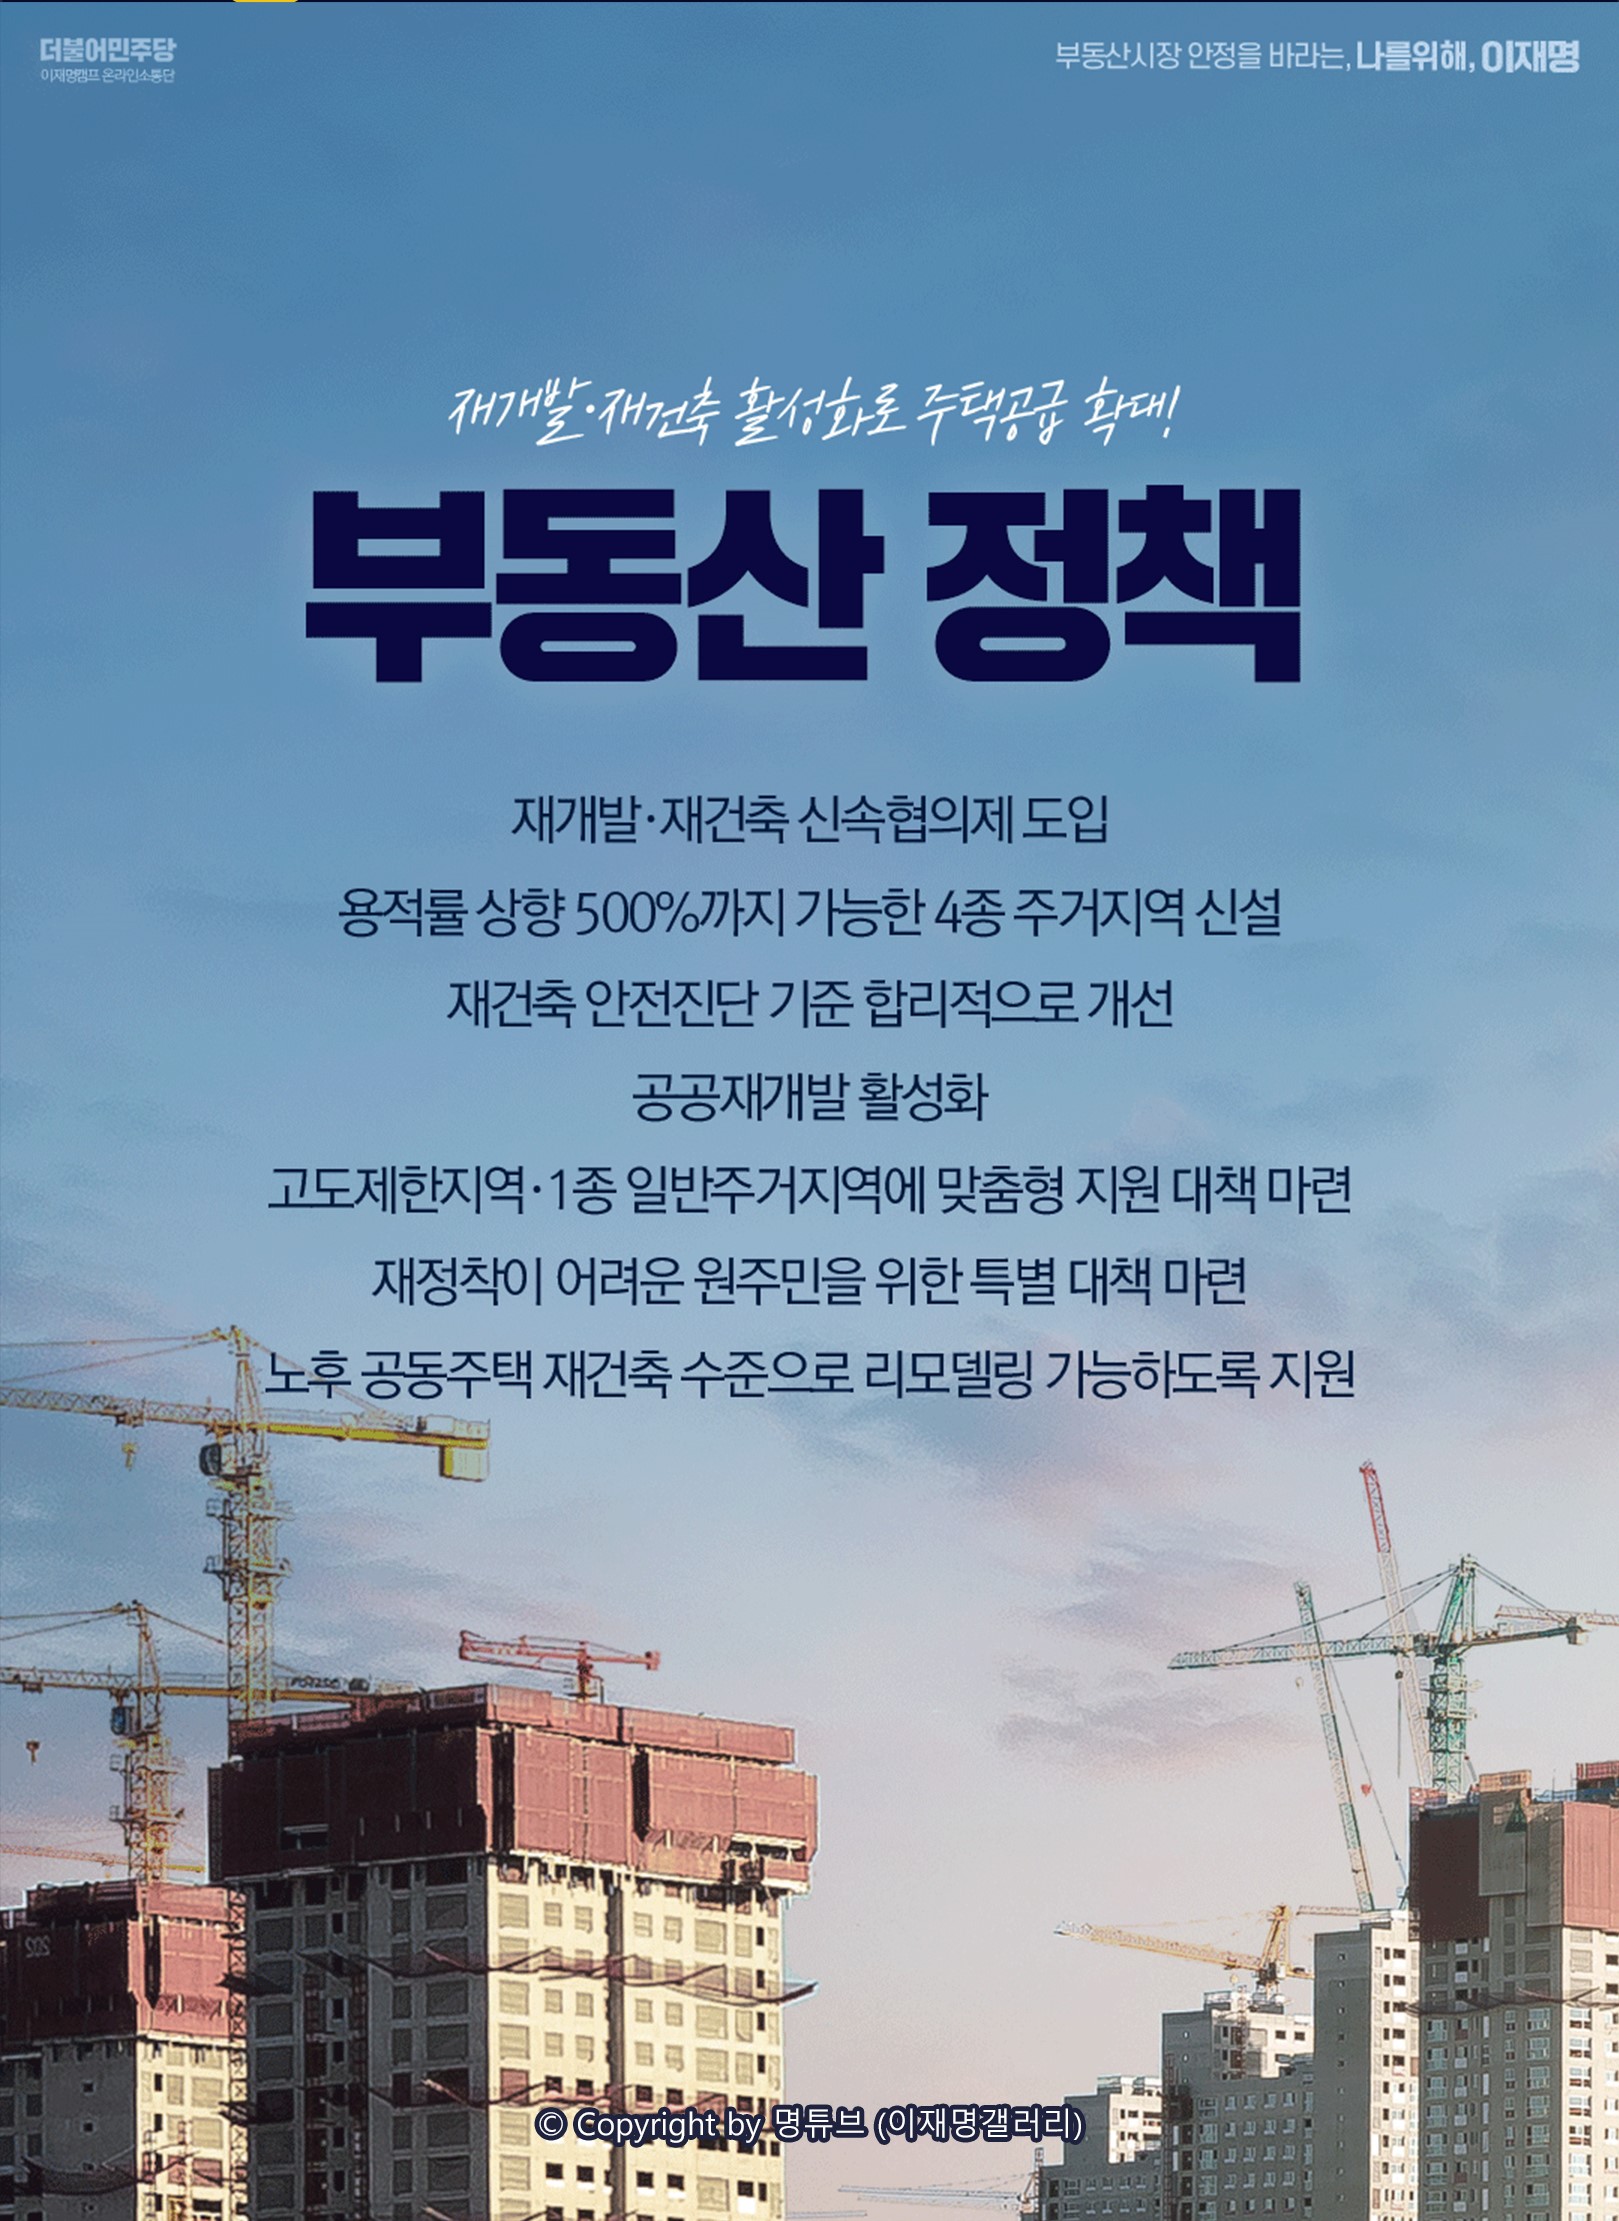 더불어민주당
이재명캠프 온라인소통단
부동산시장 안정을 바라는, 나를위해, 이재명
재개발·재건축 활성화로 주택공급 확대!
부동산 정책
재개발·재건축 신속협의제 도입
용적률 상향 500%까지 가능한 4종 주거지역 신설
재건축 안전진단 기준 합리적으로 개선
공공재개발 활성화
고도제한지역·1종 일반주거지역에 맞춤형 지원 대책 마련
재정착이 어려운 원주민을 위한 특별 대책 마련
노후 공동주택 재건축 수준으로 리모델링 가능하도록 지원
202
© Copyright by 명튜브 (이재명갤러리)